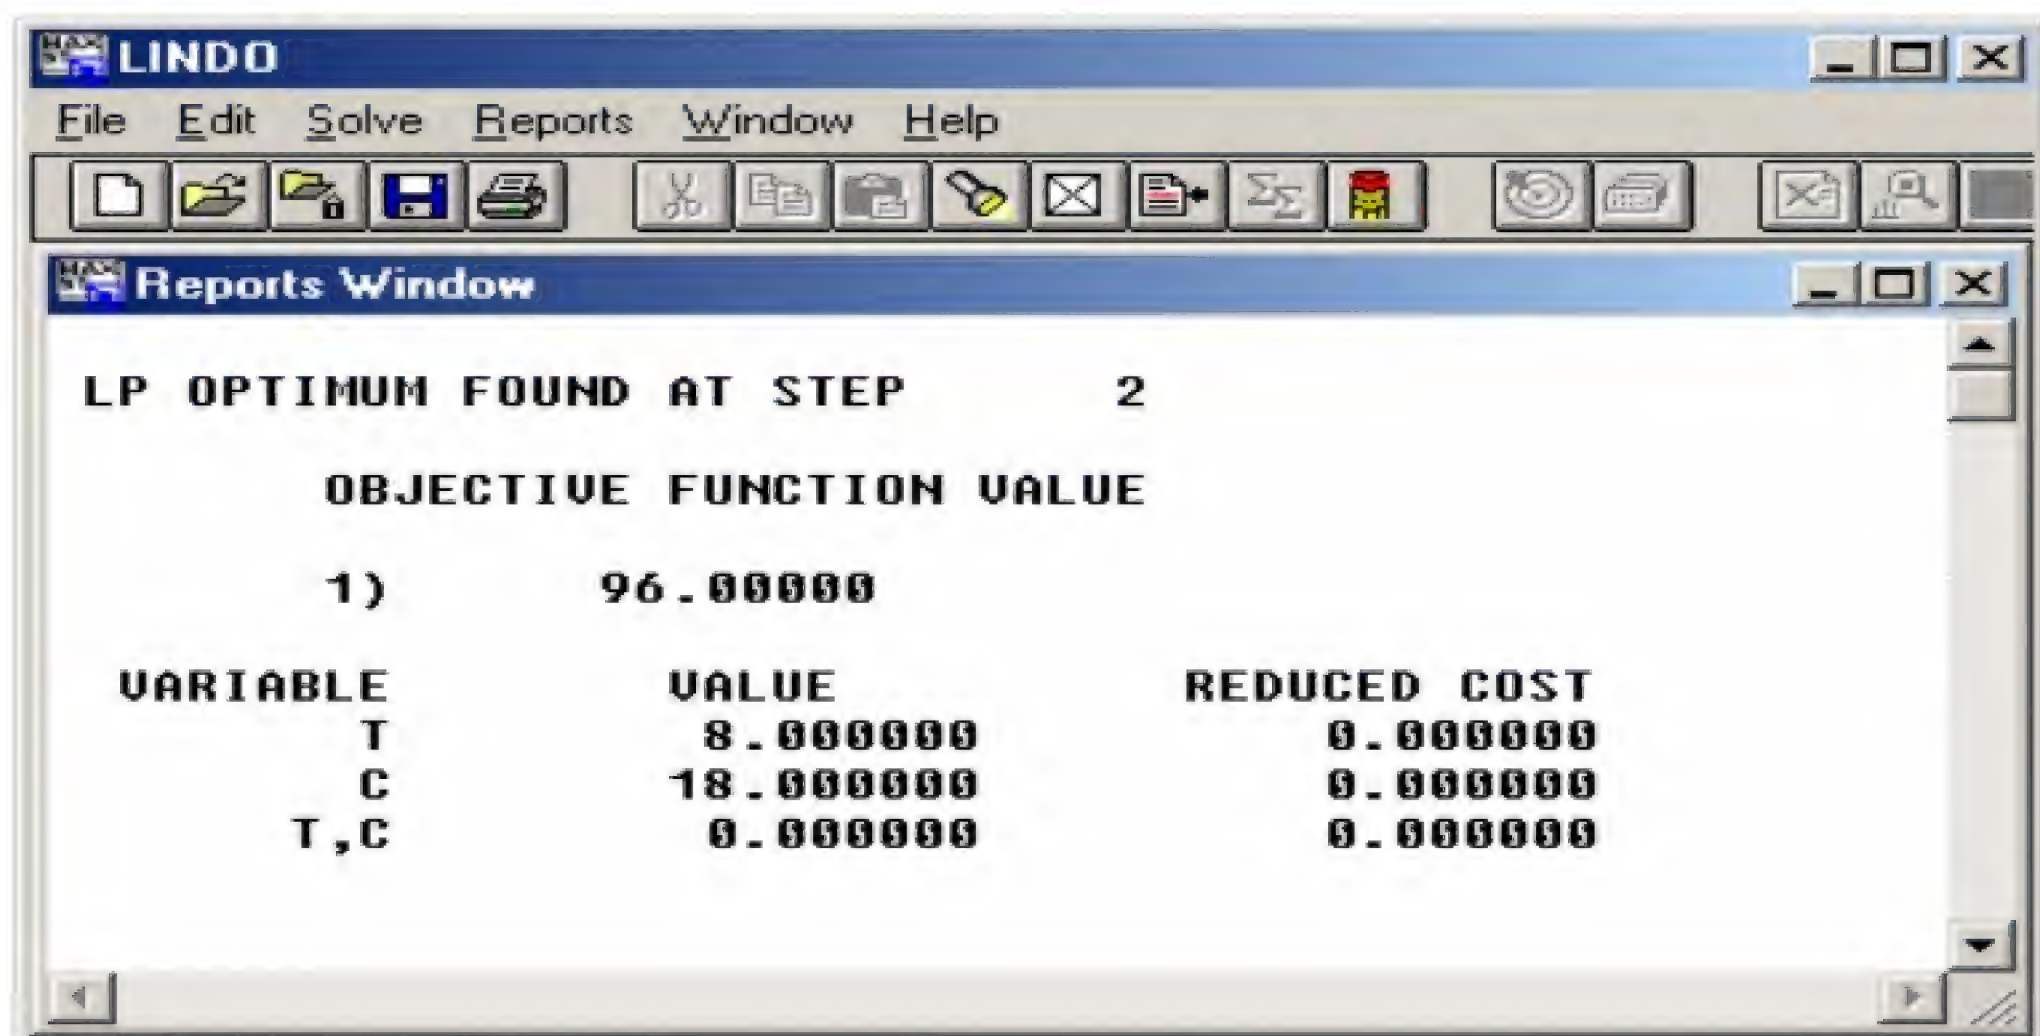 LINDO
File Edit Solve Reports Window Help
Reports Window
LP OPTIMUM FOUND AT STEP 2
OBJECTIVE FUNCTION VALUE
1) 96.00000
VARIABLE VALUE REDUCED COST
T 8.000000 0.000000
C 18.000000 0.000000
T,C 0.000000 0.000000